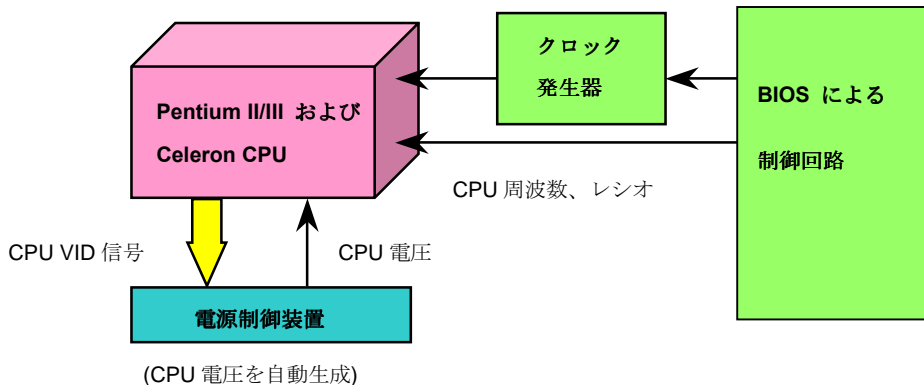 クロック
発生器
Pentium II/III および
Celeron CPU
BIOS による
制御回路
CPU 周波数、レシオ
CPU VID 信号
CPU 電圧
電源制御装置
(CPU 電圧を自動生成)